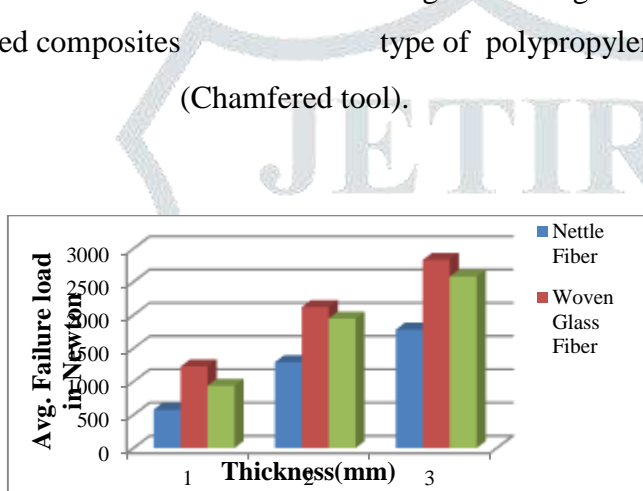 ed composites type of polypropylen
(Chamfered tool).
JETIR
Avg. Failure load
in Newton
3000
2500
2000
1500
1000
500
0
1
2
3
Thickness(mm)
Nettle
Fiber
Woven
Glass
Fiber